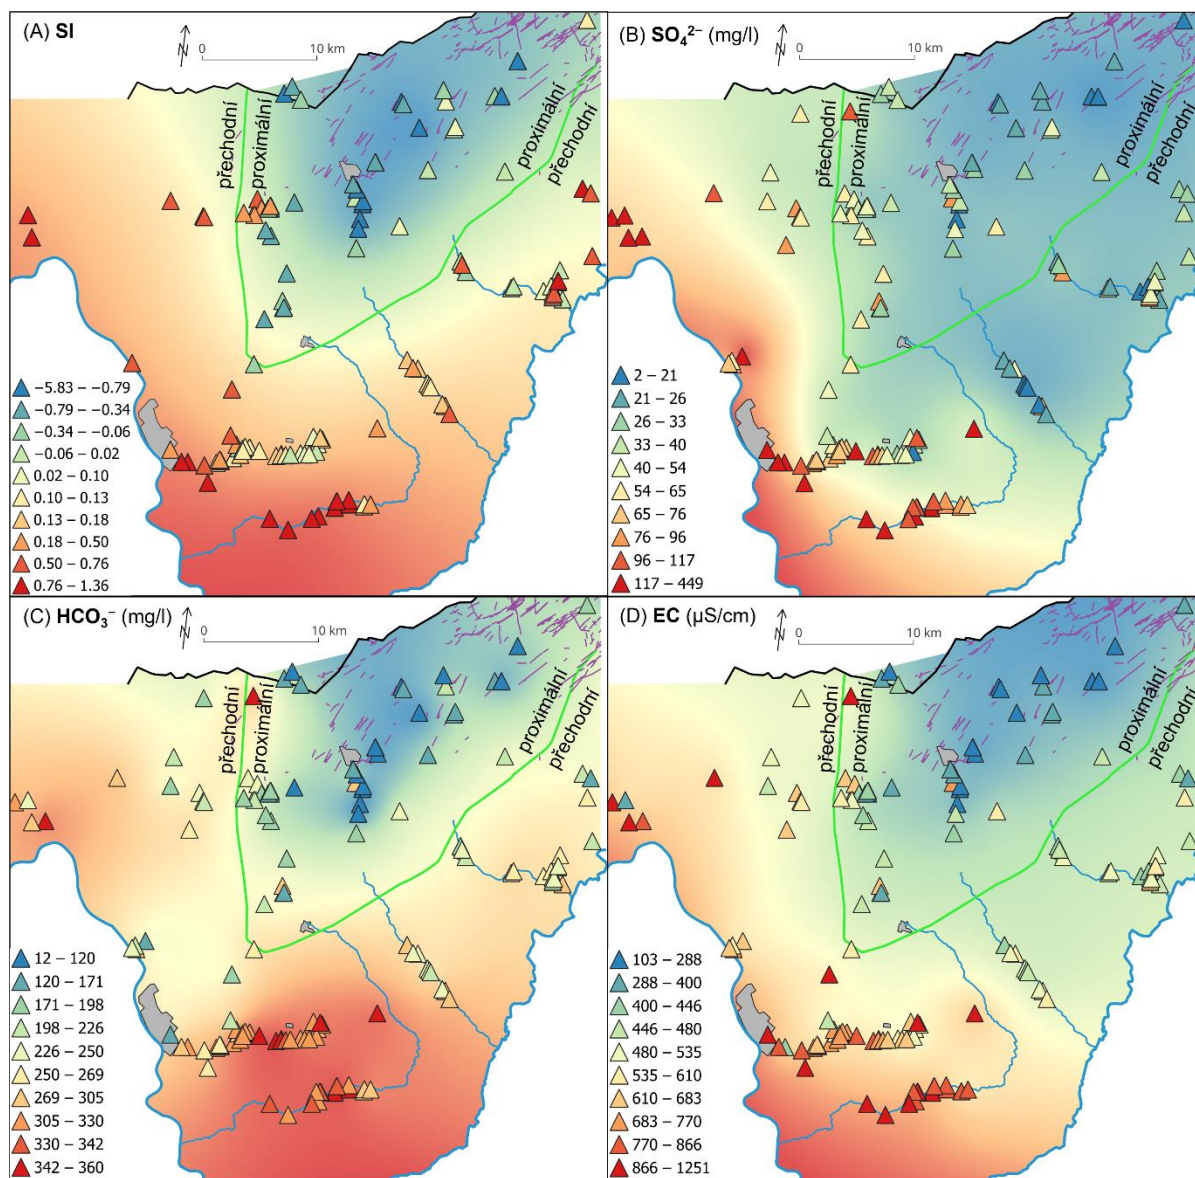 (A) SI
N
0 10 km
přechodní
proximální
proximální
přechodní
−5.83 − −0.79
−0.79 − −0.34
−0.34 − −0.06
−0.06 − 0.02
0.02 − 0.10
0.10 − 0.13
0.13 − 0.18
0.18 − 0.50
0.50 − 0.76
0.76 − 1.36
(B) SO₄²⁻ (mg/l)
N
0 10 km
přechodní
proximální
proximální
přechodní
2 − 21
21 − 26
26 − 33
33 − 40
40 − 54
54 − 65
65 − 76
76 − 96
96 − 117
117 − 449
(C) HCO₃⁻ (mg/l)
N
0 10 km
přechodní
proximální
proximální
přechodní
12 − 120
120 − 171
171 − 198
198 − 226
226 − 250
250 − 269
269 − 305
305 − 330
330 − 342
342 − 360
(D) EC (µS/cm)
N
0 10 km
přechodní
proximální
proximální
přechodní
103 − 288
288 − 400
400 − 446
446 − 480
480 − 535
535 − 610
610 − 683
683 − 770
770 − 866
866 − 1251